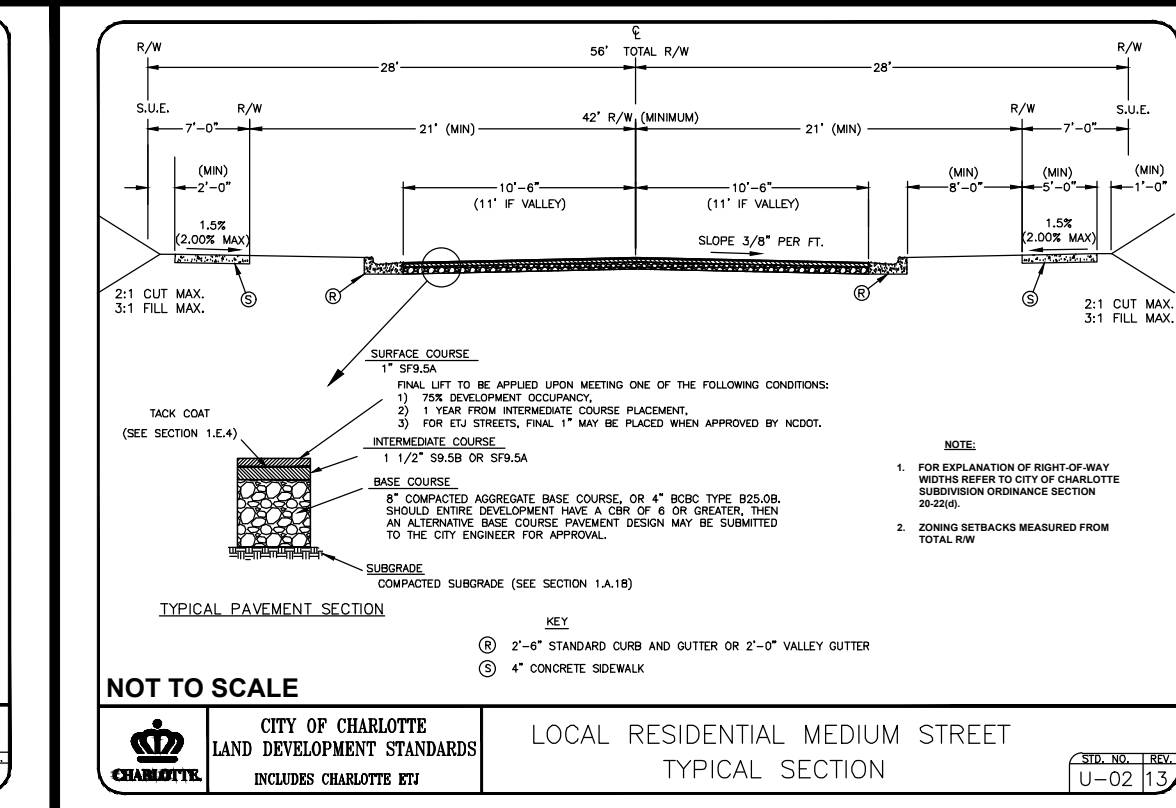 ℄
R/W 56' TOTAL R/W R/W
28' 28'
S.U.E. R/W R/W S.U.E.
42' R/W (MINIMUM)
7'-0" 21' (MIN) 21' (MIN) 7'-0"
(MIN) (MIN) (MIN) (MIN)
2'-0" 10'-6" 10'-6" 8'-0" 5'-0" 1'-0"
(11' IF VALLEY) (11' IF VALLEY)
1.5% 1.5%
(2.00% MAX) SLOPE 3/8" PER FT. (2.00% MAX)
2:1 CUT MAX. S R R S 2:1 CUT MAX.
3:1 FILL MAX. 3:1 FILL MAX.
SURFACE COURSE
1" SF9.5A
FINAL LIFT TO BE APPLIED UPON MEETING ONE OF THE FOLLOWING CONDITIONS:
1) 75% DEVELOPMENT OCCUPANCY,
2) 1 YEAR FROM INTERMEDIATE COURSE PLACEMENT,
3) FOR ETJ STREETS, FINAL 1" MAY BE PLACED WHEN APPROVED BY NCDOT.
TACK COAT
(SEE SECTION 1.E.4)
INTERMEDIATE COURSE
1 1/2" S9.5B OR SF9.5A
BASE COURSE
8" COMPACTED AGGREGATE BASE COURSE, OR 4" BCBC TYPE B25.0B.
SHOULD ENTIRE DEVELOPMENT HAVE A CBR OF 6 OR GREATER, THEN
AN ALTERNATIVE BASE COURSE PAVEMENT DESIGN MAY BE SUBMITTED
TO THE CITY ENGINEER FOR APPROVAL.
SUBGRADE
COMPACTED SUBGRADE (SEE SECTION 1.A.18)
TYPICAL PAVEMENT SECTION
NOTE:
1. FOR EXPLANATION OF RIGHT-OF-WAY
WIDTHS REFER TO CITY OF CHARLOTTE
SUBDIVISION ORDINANCE SECTION
20-22(d).
2. ZONING SETBACKS MEASURED FROM
TOTAL R/W
KEY
R 2'-6" STANDARD CURB AND GUTTER OR 2'-0" VALLEY GUTTER
S 4" CONCRETE SIDEWALK
NOT TO SCALE
CHARLOTTE.
CITY OF CHARLOTTE
LAND DEVELOPMENT STANDARDS
INCLUDES CHARLOTTE ETJ
LOCAL RESIDENTIAL MEDIUM STREET
TYPICAL SECTION
STD. NO. REV.
U-02 13